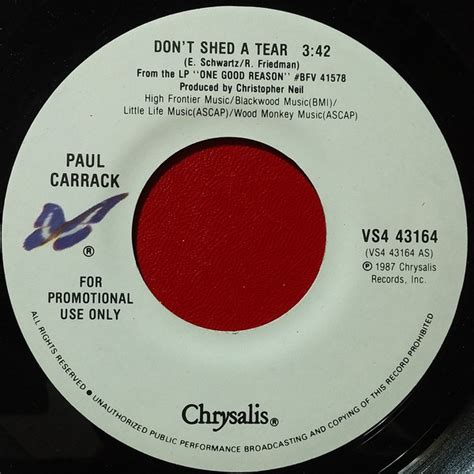 DON'T SHED A TEAR 3:42
(E. Schwartz/R. Friedman)
From the LP "ONE GOOD REASON" #BFV 41578
Produced by Christopher Neil
High Frontier Music/Blackwood Music(BMI)/
Little Life Music(ASCAP)/Wood Monkey Music(ASCAP)
PAUL
CARRACK
®
FOR
PROMOTIONAL
USE ONLY
VS4 43164
(VS4 43164 AS)
℗ 1987 Chrysalis
Records, Inc.
Chrysalis®
ALL RIGHTS RESERVED • UNAUTHORIZED PUBLIC PERFORMANCE BROADCASTING AND COPYING OF THIS RECORD PROHIBITED